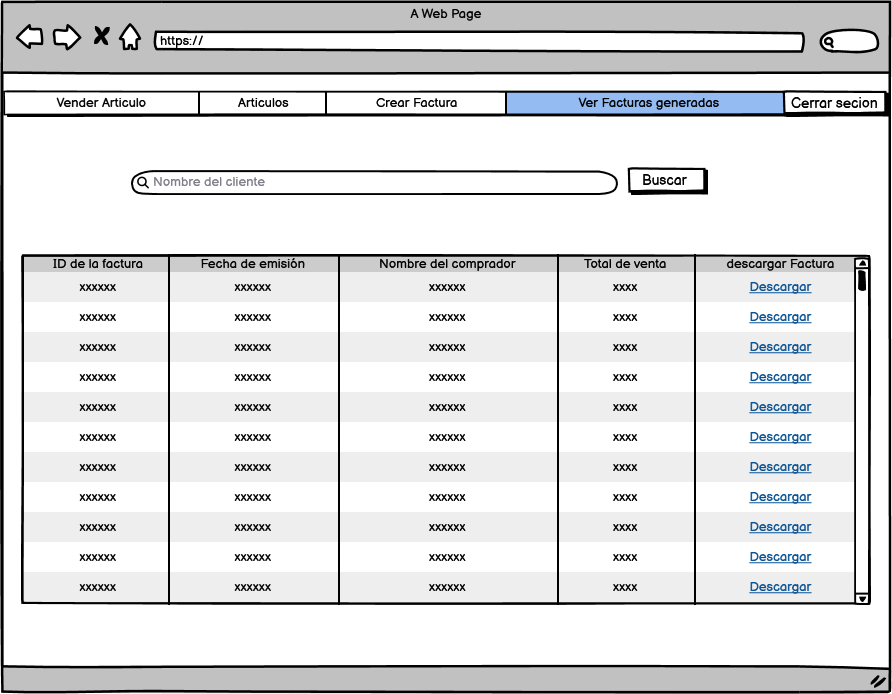 A Web Page
https://
Vender Articulo Articulos Crear Factura Ver Facturas generadas Cerrar secion
Nombre del cliente Buscar
ID de la factura Fecha de emisión Nombre del comprador Total de venta descargar Factura
xxxxxx xxxxxx xxxxxx xxxx Descargar
xxxxxx xxxxxx xxxxxx xxxx Descargar
xxxxxx xxxxxx xxxxxx xxxx Descargar
xxxxxx xxxxxx xxxxxx xxxx Descargar
xxxxxx xxxxxx xxxxxx xxxx Descargar
xxxxxx xxxxxx xxxxxx xxxx Descargar
xxxxxx xxxxxx xxxxxx xxxx Descargar
xxxxxx xxxxxx xxxxxx xxxx Descargar
xxxxxx xxxxxx xxxxxx xxxx Descargar
xxxxxx xxxxxx xxxxxx xxxx Descargar
xxxxxx xxxxxx xxxxxx xxxx Descargar